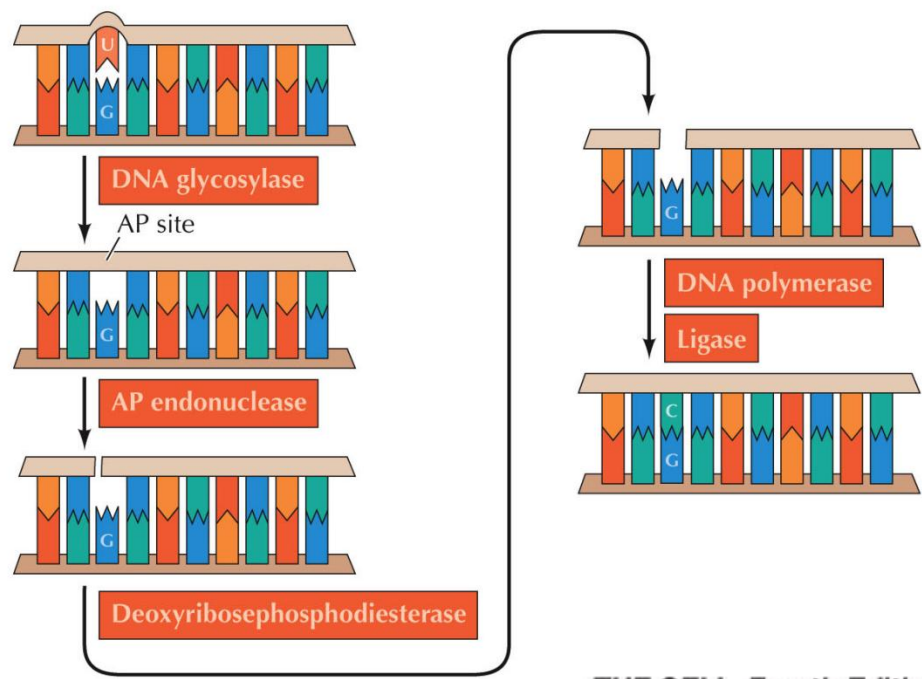 U
G
DNA glycosylase
AP site
G
AP endonuclease
G
Deoxyribosephosphodiesterase
G
DNA polymerase
Ligase
C
G